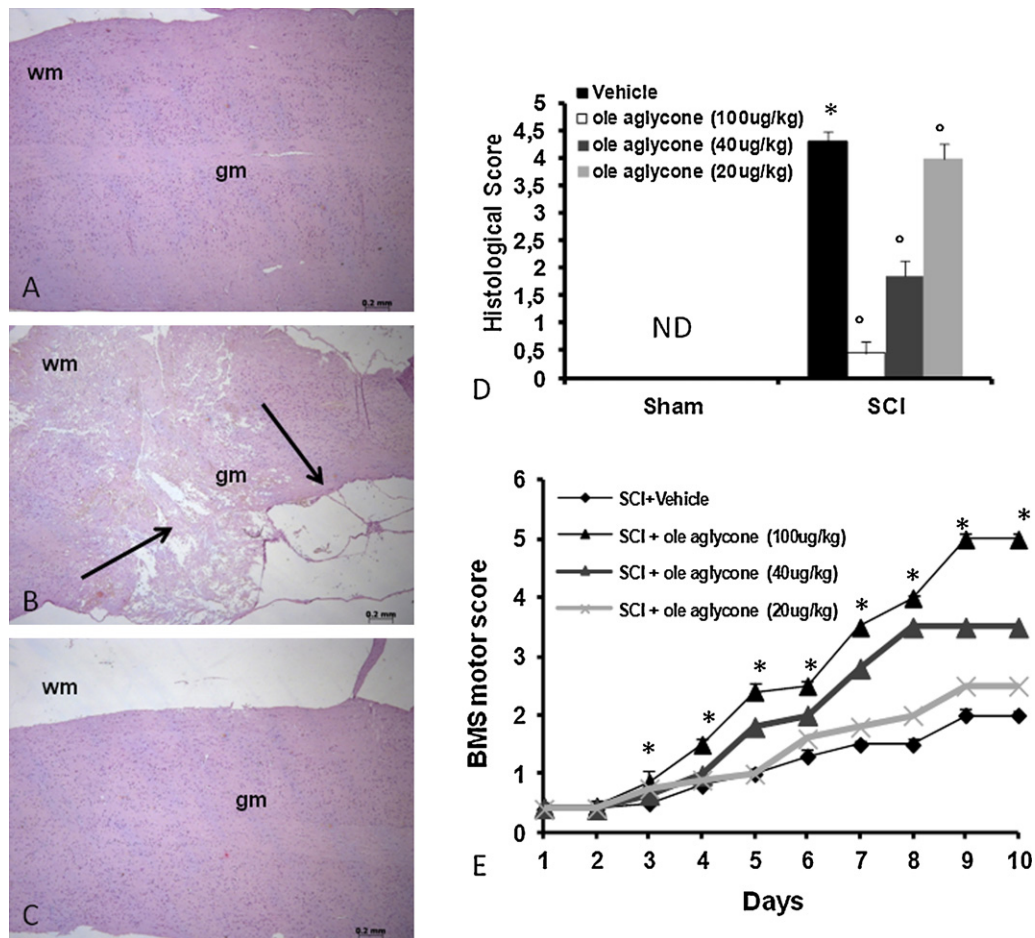 wm
gm
A
0.2 mm
wm
gm
B
0.2 mm
wm
gm
C
0.2 mm
Vehicle
ole aglycone (100ug/kg)
ole aglycone (40ug/kg)
ole aglycone (20ug/kg)
Histological Score
5
4,5
4
3,5
3
2,5
2
1,5
1
0,5
0
*
°
°
°
ND
D
Sham
SCI
SCI+Vehicle
SCI + ole aglycone (100ug/kg)
SCI + ole aglycone (40ug/kg)
SCI + ole aglycone (20ug/kg)
BMS motor score
6
5
4
3
2
1
0
* * * * * * * *
E
1 2 3 4 5 6 7 8 9 10
Days